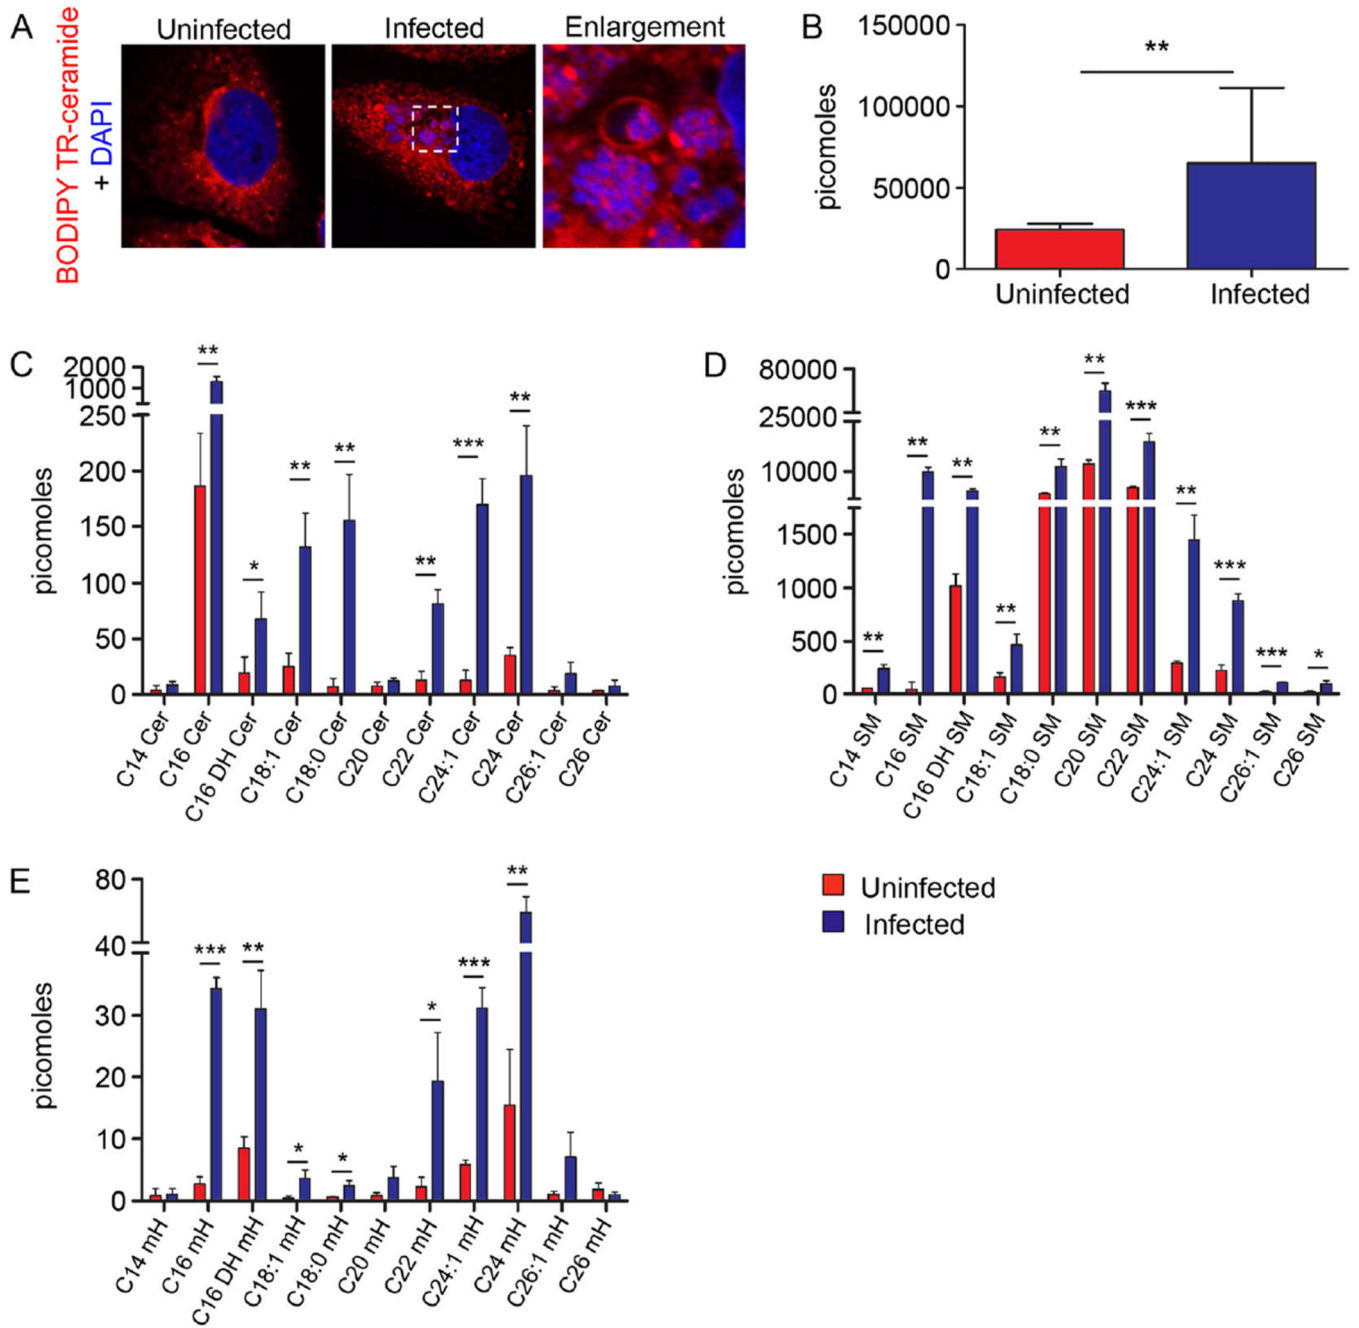 A
Uninfected
Infected
Enlargement
BODIPY TR-ceramide
+ DAPI
B
150000
100000
50000
0
picomoles
**
Uninfected
Infected
C
2000
1000
250
200
150
100
50
0
picomoles
**
*
**
**
**
***
**
C14 Cer
C16 Cer
C16 DH Cer
C18:1 Cer
C18:0 Cer
C20 Cer
C22 Cer
C24:1 Cer
C24 Cer
C26:1 Cer
C26 Cer
D
80000
25000
10000
1500
1000
500
0
picomoles
**
**
**
**
**
**
***
**
***
***
*
C14 SM
C16 SM
C16 DH SM
C18:1 SM
C18:0 SM
C20 SM
C22 SM
C24:1 SM
C24 SM
C26:1 SM
C26 SM
E
80
40
30
20
10
0
picomoles
***
**
*
*
*
***
**
C14 mH
C16 mH
C16 DH mH
C18:1 mH
C18:0 mH
C20 mH
C22 mH
C24:1 mH
C24 mH
C26:1 mH
C26 mH
Uninfected
Infected